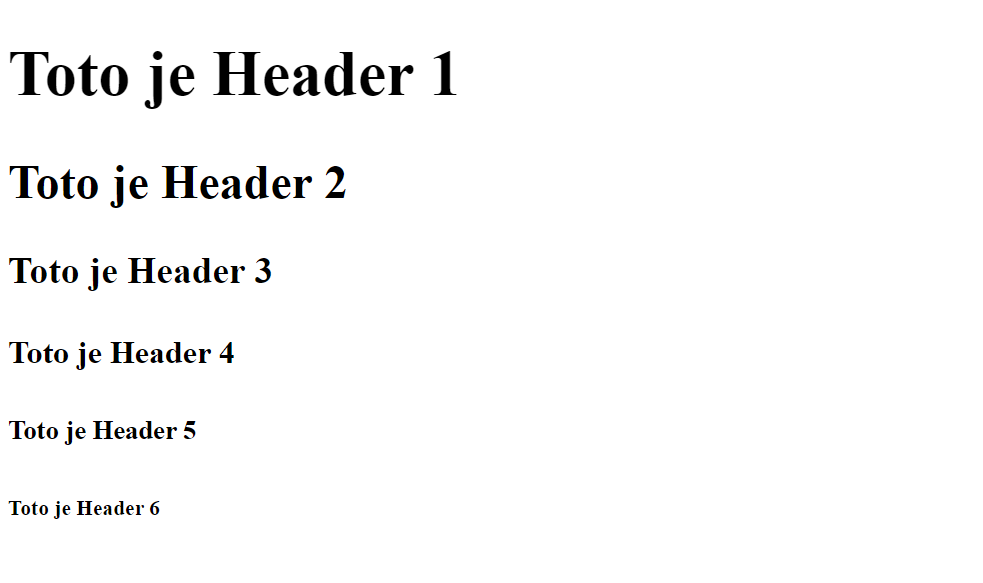 Toto je Header 1
Toto je Header 2
Toto je Header 3
Toto je Header 4
Toto je Header 5
Toto je Header 6